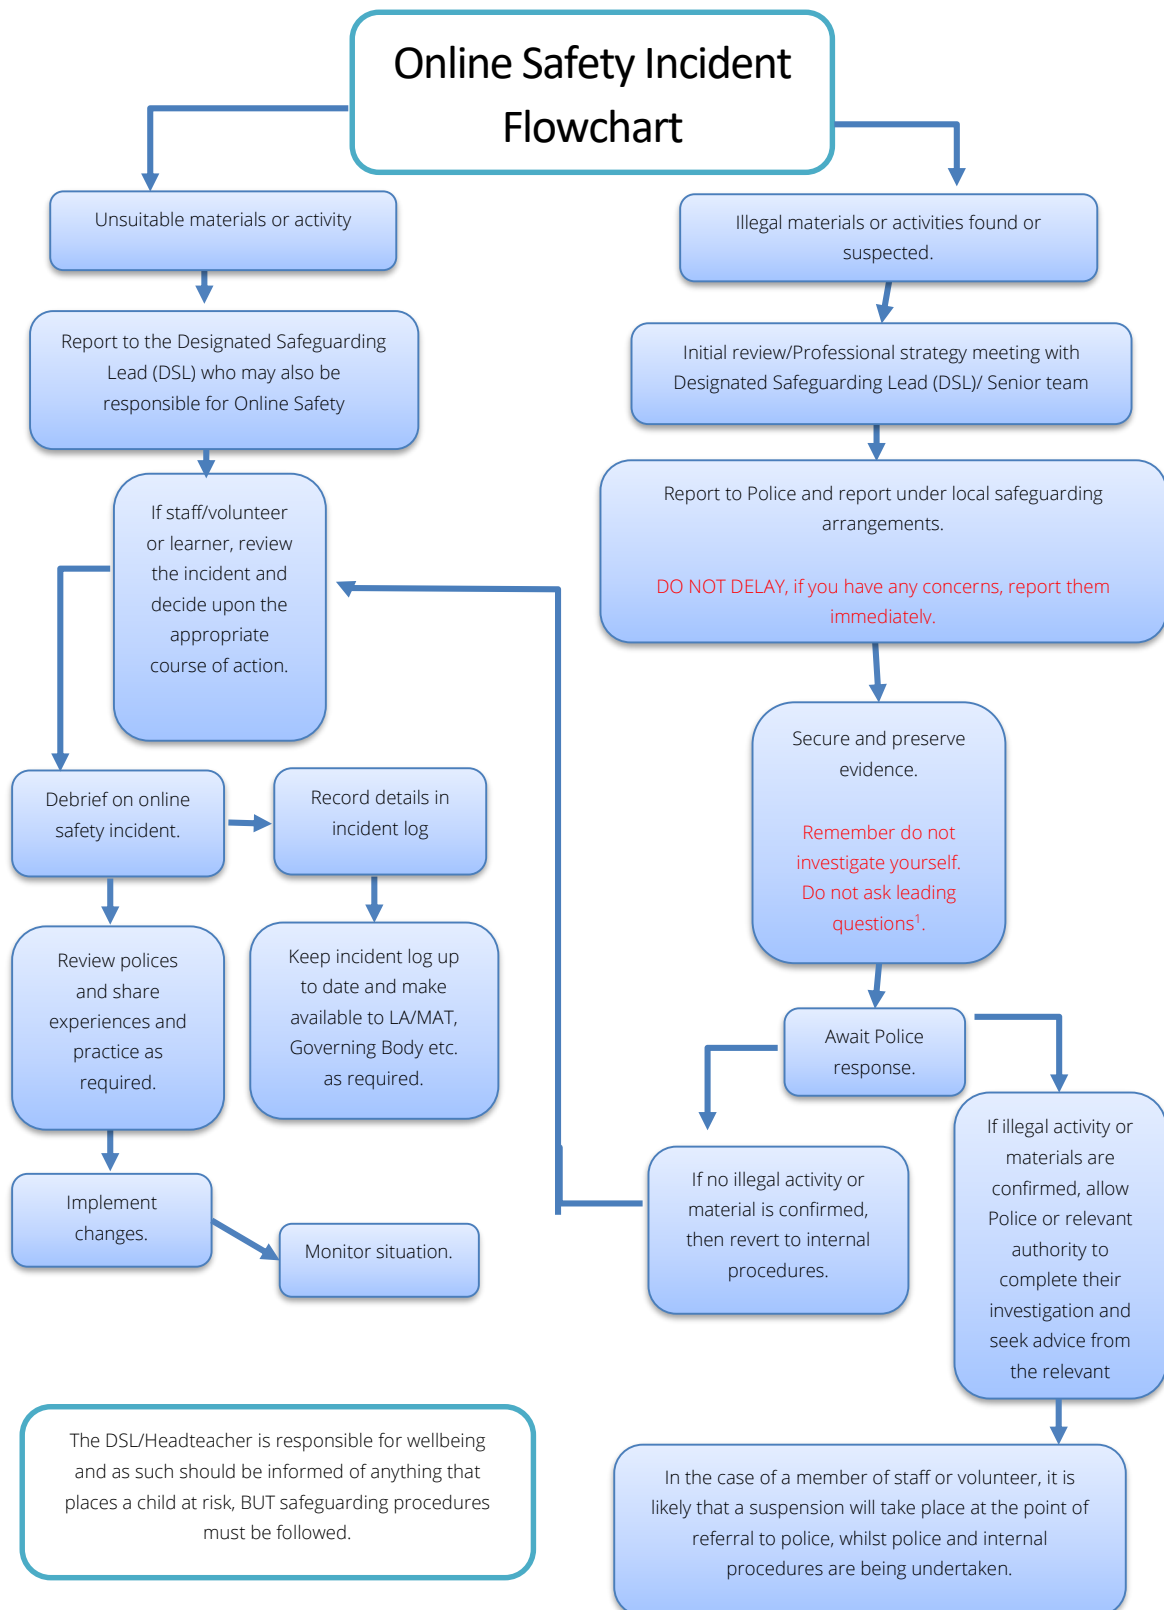 Online Safety Incident
Flowchart
Unsuitable materials or activity
Report to the Designated Safeguarding
Lead (DSL) who may also be
responsible for Online Safety
If staff/volunteer
or learner, review
the incident and
decide upon the
appropriate
course of action.
Debrief on online
safety incident.
Record details in
incident log
Review polices
and share
experiences and
practice as
required.
Keep incident log up
to date and make
available to LA/MAT,
Governing Body etc.
as required.
Implement
changes.
Monitor situation.
Illegal materials or activities found or
suspected.
Initial review/Professional strategy meeting with
Designated Safeguarding Lead (DSL)/ Senior team
Report to Police and report under local safeguarding
arrangements.
DO NOT DELAY, if you have any concerns, report them
immediately.
Secure and preserve
evidence.
Remember do not
investigate yourself.
Do not ask leading
questions¹.
Await Police
response.
If no illegal activity or
material is confirmed,
then revert to internal
procedures.
If illegal activity or
materials are
confirmed, allow
Police or relevant
authority to
complete their
investigation and
seek advice from
the relevant
In the case of a member of staff or volunteer, it is
likely that a suspension will take place at the point of
referral to police, whilst police and internal
procedures are being undertaken.
The DSL/Headteacher is responsible for wellbeing
and as such should be informed of anything that
places a child at risk, BUT safeguarding procedures
must be followed.